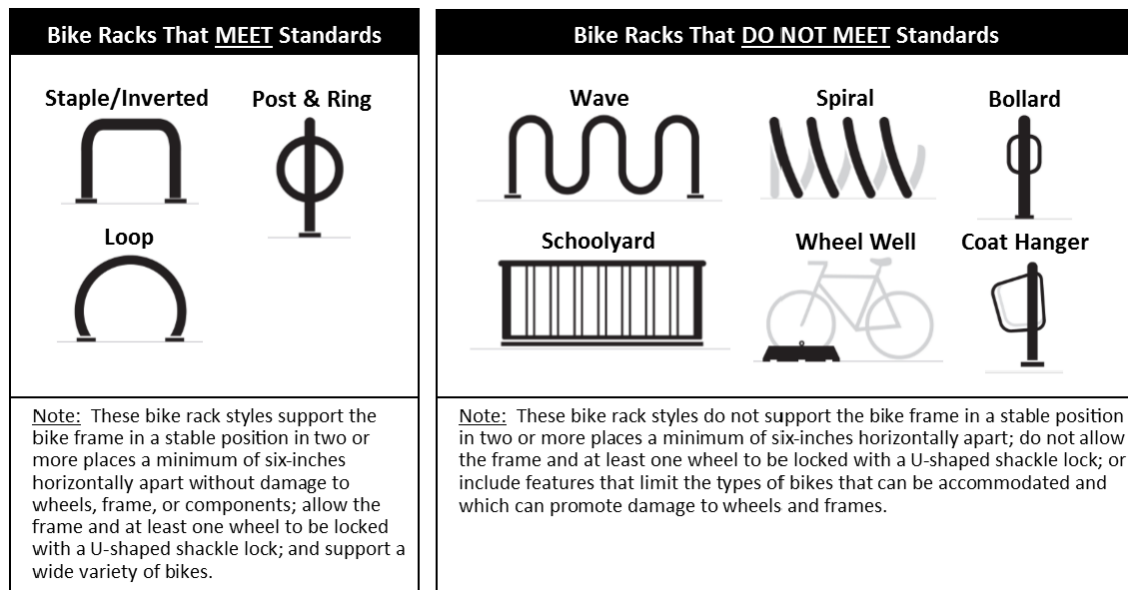 Bike Racks That MEET Standards
Staple/Inverted
Post & Ring
Loop
Note: These bike rack styles support the
bike frame in a stable position in two or
more places a minimum of six-inches
horizontally apart without damage to
wheels, frame, or components; allow the
frame and at least one wheel to be locked
with a U-shaped shackle lock; and support a
wide variety of bikes.
Bike Racks That DO NOT MEET Standards
Wave
Spiral
Bollard
Schoolyard
Wheel Well
Coat Hanger
Note: These bike rack styles do not support the bike frame in a stable position
in two or more places a minimum of six-inches horizontally apart; do not allow
the frame and at least one wheel to be locked with a U-shaped shackle lock; or
include features that limit the types of bikes that can be accommodated and
which can promote damage to wheels and frames.